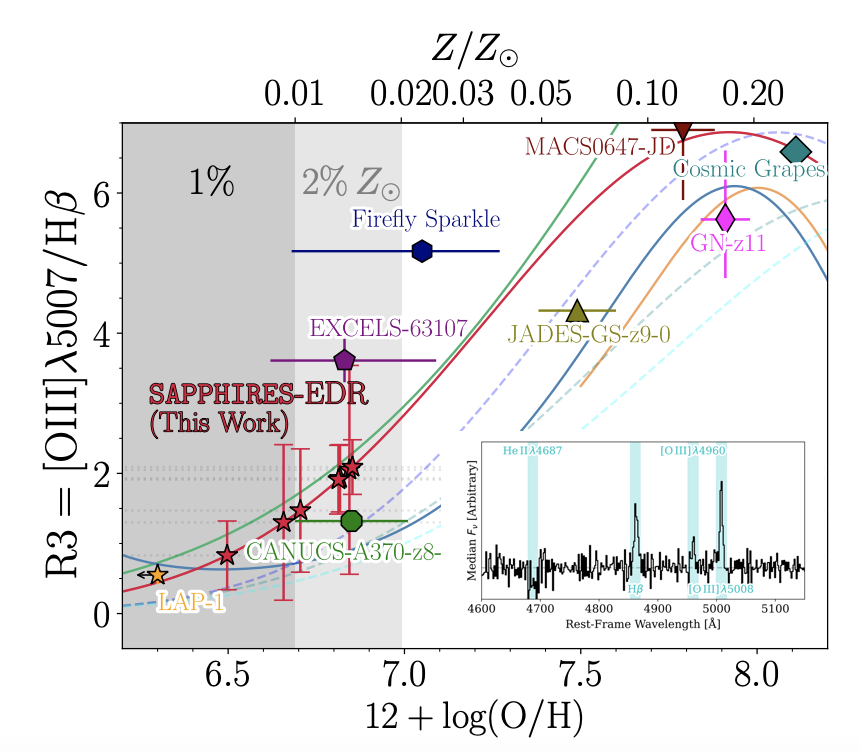 Z/Z⊙
0.01 0.02 0.03 0.05 0.10 0.20
MACS0647-JD
1% 2% Z⊙ Cosmic Grapes
Firefly Sparkle
GN-z11
EXCELS-63107 JADES-GS-z9-0
SAPPHIRES-EDR
(This Work)
CANUCS-A370-z8-
LAP-1
R3 = [OIII]λ5007/Hβ
6
4
2
0
6.5 7.0 7.5 8.0
12 + log(O/H)
HeIIλ4687 [OIII]λ4960
Median Fν [Arbitrary]
Hβ [OIII]λ5008
4600 4700 4800 4900 5000 5100
Rest-Frame Wavelength [Å]